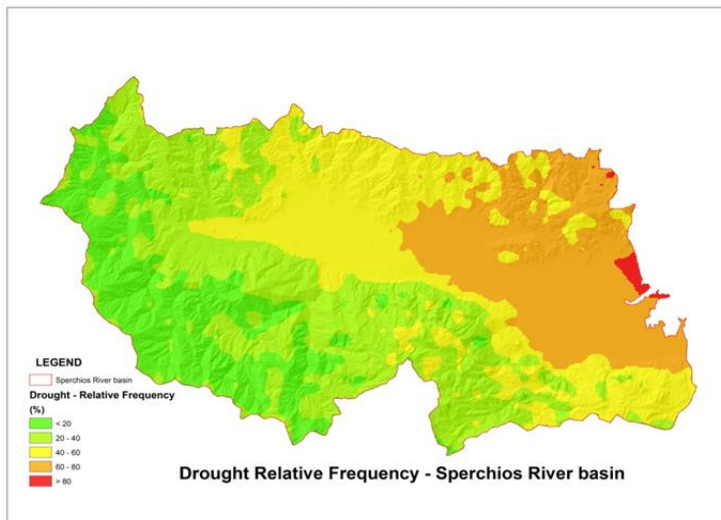 LEGEND
Sperchios River basin
Drought - Relative Frequency
(%)
< 20
20 - 40
40 - 60
60 - 80
> 80
Drought Relative Frequency - Sperchios River basin